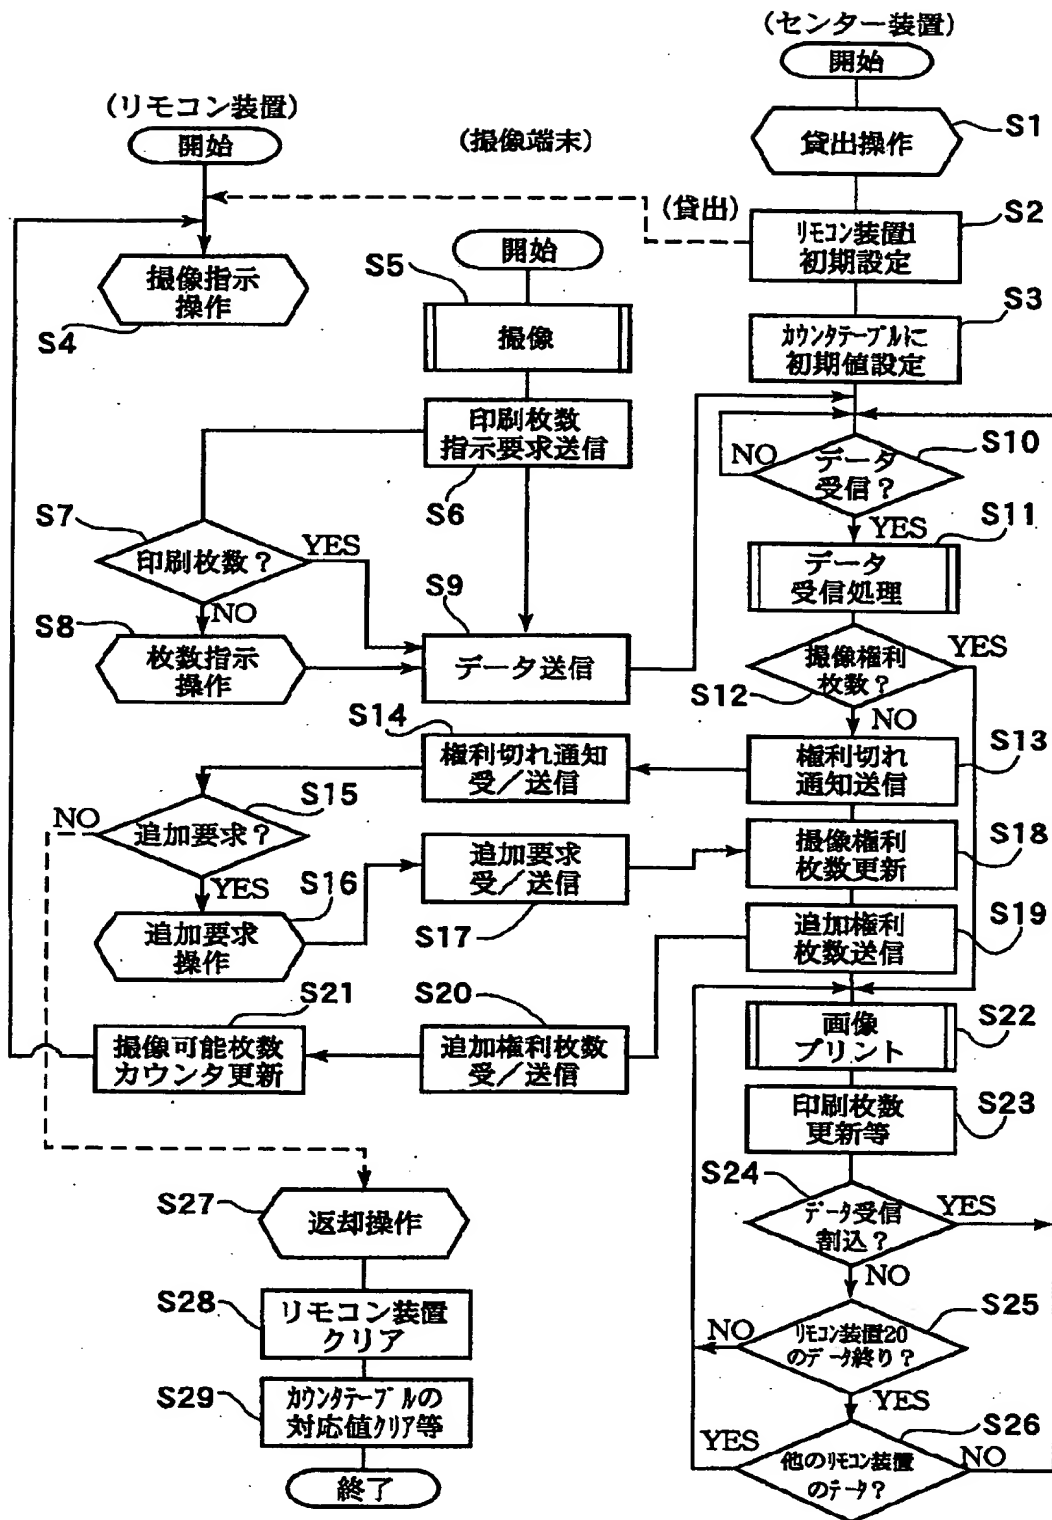 (センター装置)
開始
(リモコン装置)
開始
(撮像端末)
貸出操作
S1
(貸出)
リモコン装置i
初期設定
S2
開始
撮像指示
操作
S4
S5
撮像
カウンタテーブルに
初期値設定
S3
印刷枚数
指示要求送信
S6
データ
受信?
NO
YES
S10
S7
印刷枚数?
YES
NO
データ
受信処理
S11
S8
枚数指示
操作
S9
データ送信
撮像権利
枚数?
YES
S12
NO
S14
権利切れ通知
受/送信
権利切れ
通知送信
S13
NO
追加要求?
S15
YES
追加要求
受/送信
S17
撮像権利
枚数更新
S18
S16
追加要求
操作
追加権利
枚数送信
S19
S21
撮像可能枚数
カウンタ更新
S20
追加権利枚数
受/送信
画像
プリント
S22
印刷枚数
更新等
S23
S24
データ受信
割込?
YES
NO
S27
返却操作
S28
リモコン装置
クリア
NO
リモコン装置20
のデータ終り?
S25
YES
S29
カウンタテーブルの
対応値クリア等
YES
他のリモコン装置
のデータ?
S26
NO
終了